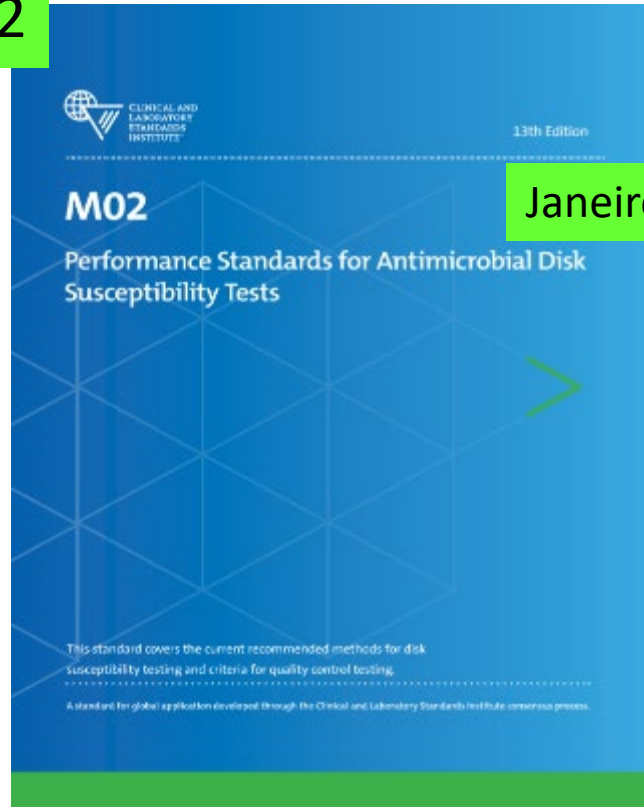 2
CLINICAL AND
LABORATORY
STANDARDS
INSTITUTE
13th Edition
M02
Janeiro
Performance Standards for Antimicrobial Disk
Susceptibility Tests
This standard covers the current recommended methods for disk
susceptibility testing and criteria for quality control testing.
A standard for global application developed through the Clinical and Laboratory Standards Institute consensus process.